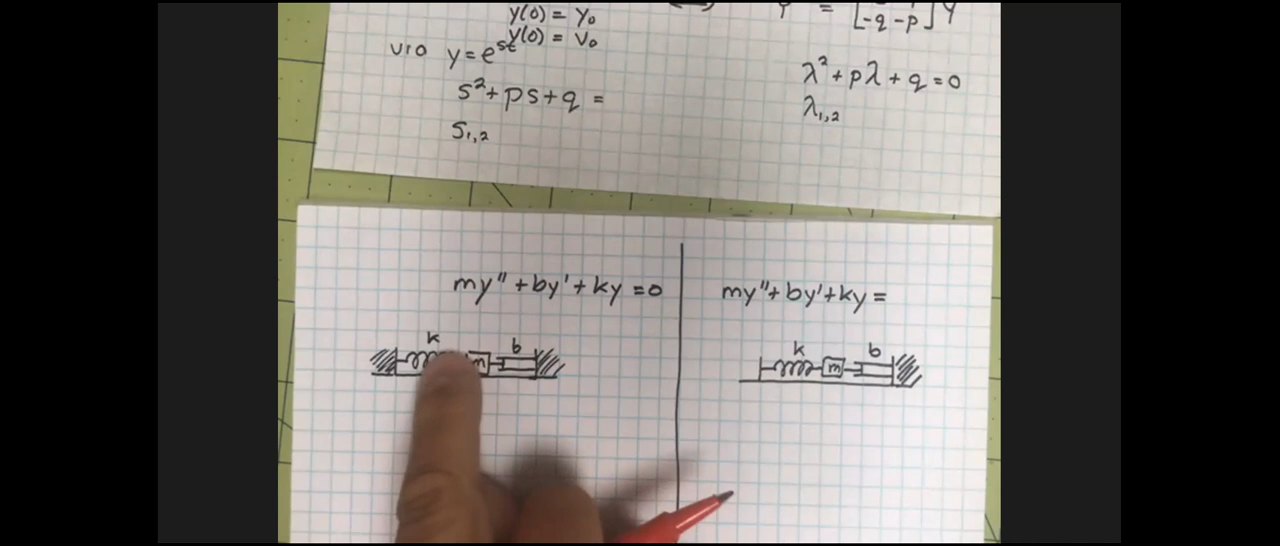 y(0) = y₀
y'(0) = v₀
via y = eˢᵗ
s² + ps + q =
s₁,₂
Y = [-q -p] Y
λ² + pλ + q = 0
λ₁,₂
my'' + by' + ky = 0
k
m
b
my'' + by' + ky =
k
m
b